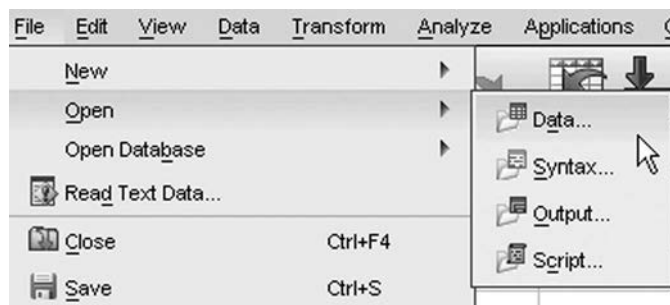 File Edit View Data Transform Analyze Applications
New
Open
Open Database
Read Text Data...
Close Ctrl+F4
Save Ctrl+S
Data...
Syntax...
Output...
Script...